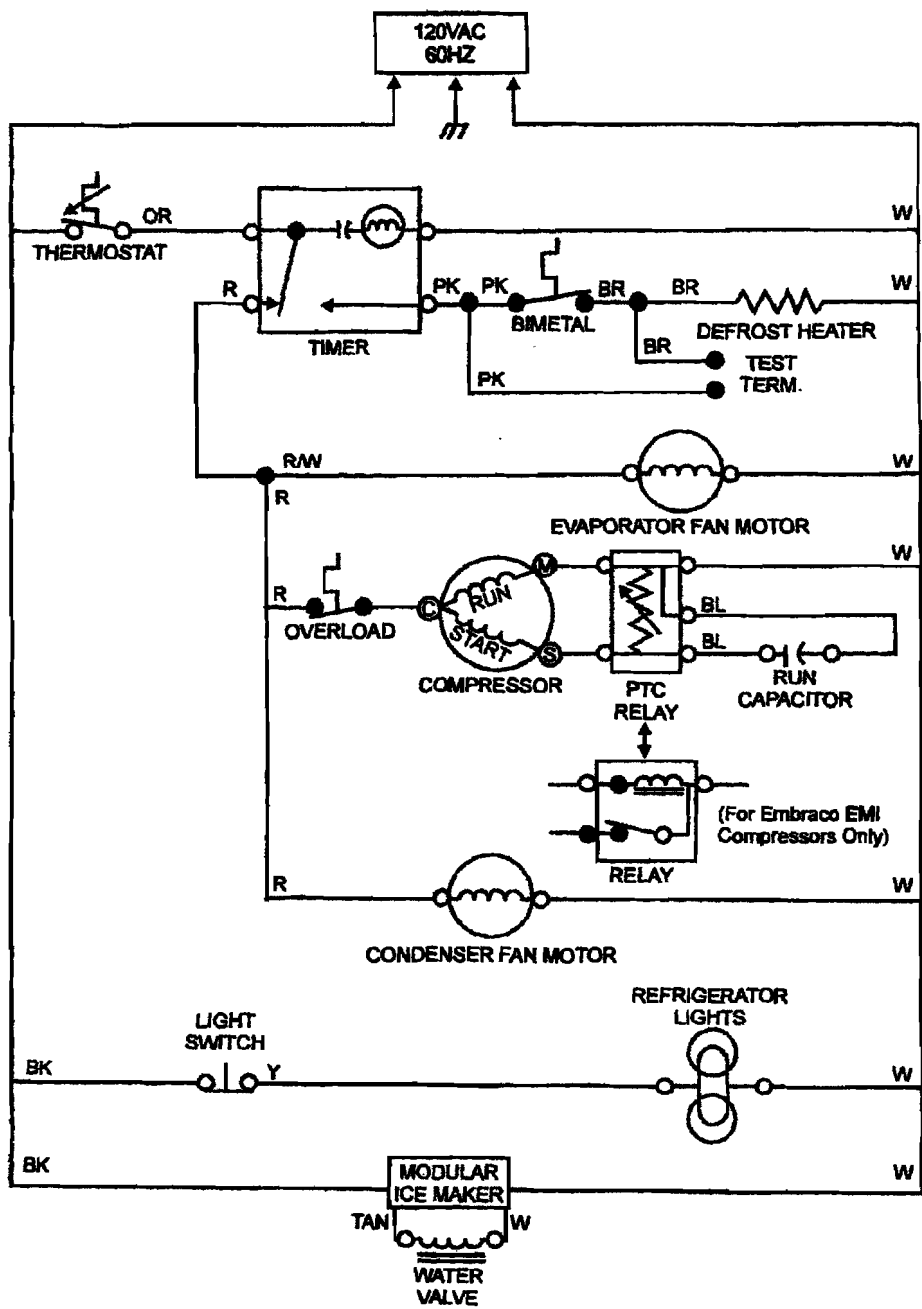 120VAC
60HZ
OR
W
THERMOSTAT
R
PK
PK
BR
BR
W
BIMETAL
TIMER
DEFROST HEATER
BR
TEST
TERM.
PK
R/W
W
R
EVAPORATOR FAN MOTOR
M
W
R
RUN
C
BL
OVERLOAD
START
S
BL
COMPRESSOR
PTC
RELAY
RUN
CAPACITOR
(For Embraco EMI
Compressors Only)
RELAY
R
W
CONDENSER FAN MOTOR
LIGHT
SWITCH
REFRIGERATOR
LIGHTS
BK
Y
W
BK
MODULAR
ICE MAKER
W
TAN
W
WATER
VALVE